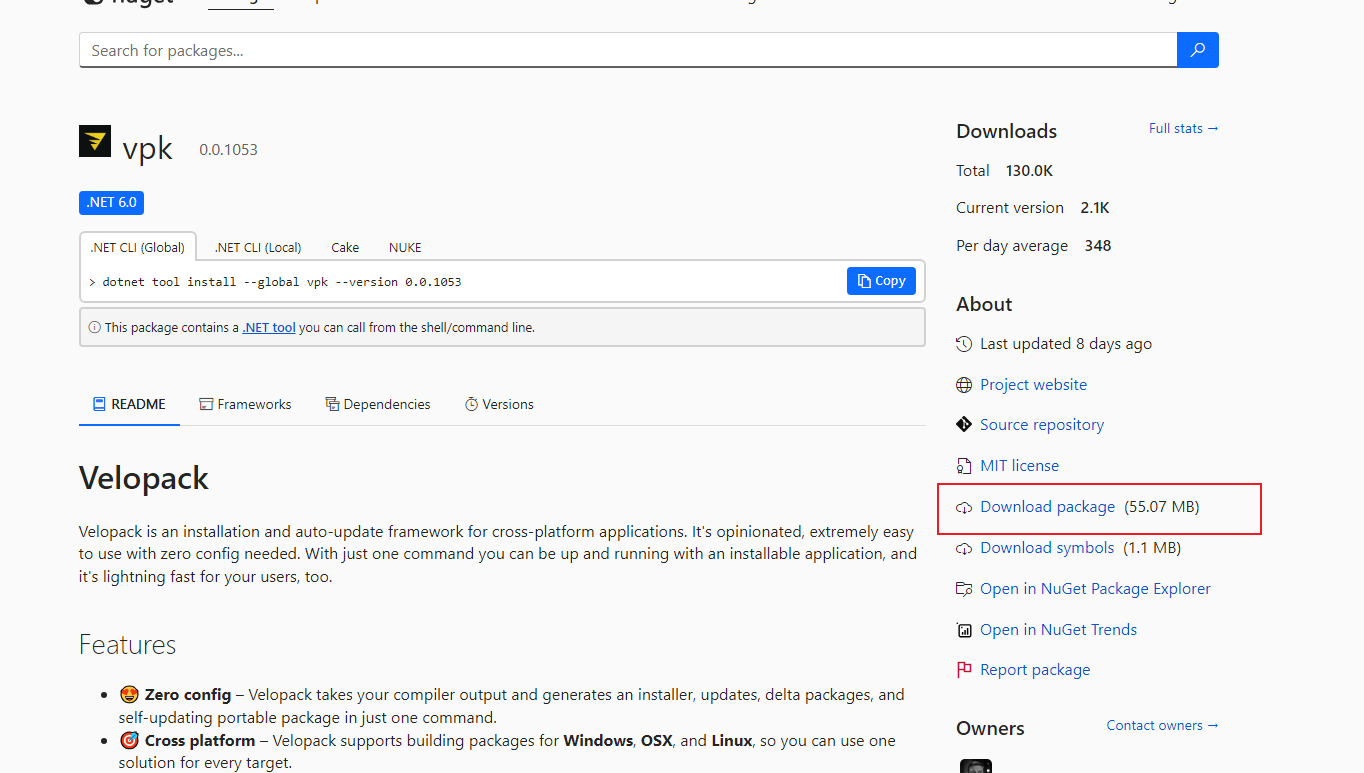 Search for packages...
vpk 0.0.1053
.NET 6.0
.NET CLI (Global) .NET CLI (Local) Cake NUKE
> dotnet tool install --global vpk --version 0.0.1053
Copy
This package contains a .NET tool you can call from the shell/command line.
README Frameworks Dependencies Versions
Velopack
Velopack is an installation and auto-update framework for cross-platform applications. It's opinionated, extremely easy
to use with zero config needed. With just one command you can be up and running with an installable application, and
it's lightning fast for your users, too.
Features
• 😍 Zero config – Velopack takes your compiler output and generates an installer, updates, delta packages, and
self-updating portable package in just one command.
• 🎯 Cross platform – Velopack supports building packages for Windows, OSX, and Linux, so you can use one
solution for every target.
Downloads Full stats →
Total 130.0K
Current version 2.1K
Per day average 348
About
Last updated 8 days ago
Project website
Source repository
MIT license
Download package (55.07 MB)
Download symbols (1.1 MB)
Open in NuGet Package Explorer
Open in NuGet Trends
Report package
Owners Contact owners →